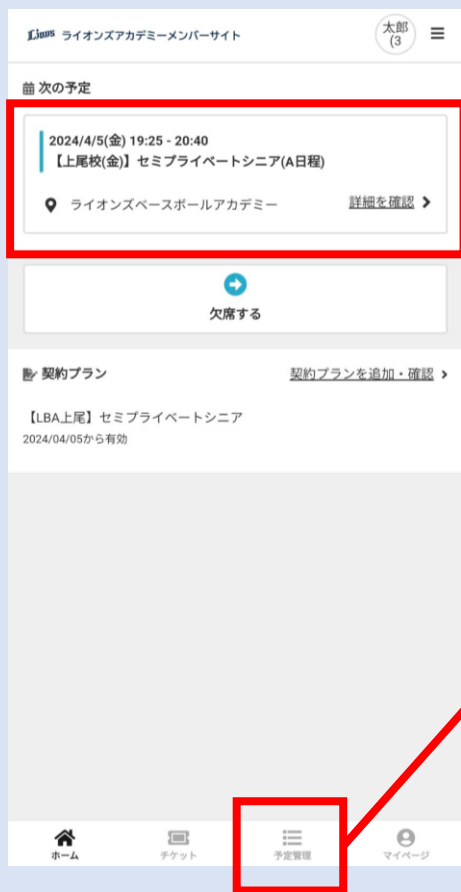 Lions ライオンズアカデミーメンバーサイト
太郎
(3
次の予定
2024/4/5(金) 19:25 - 20:40
【上尾校(金)】セミプライベートシニア(A日程)
ライオンズベースボールアカデミー 詳細を確認
欠席する
契約プラン 契約プランを追加・確認
【LBA上尾】セミプライベートシニア
2024/04/05から有効
ホーム チケット 予定管理 マイページ